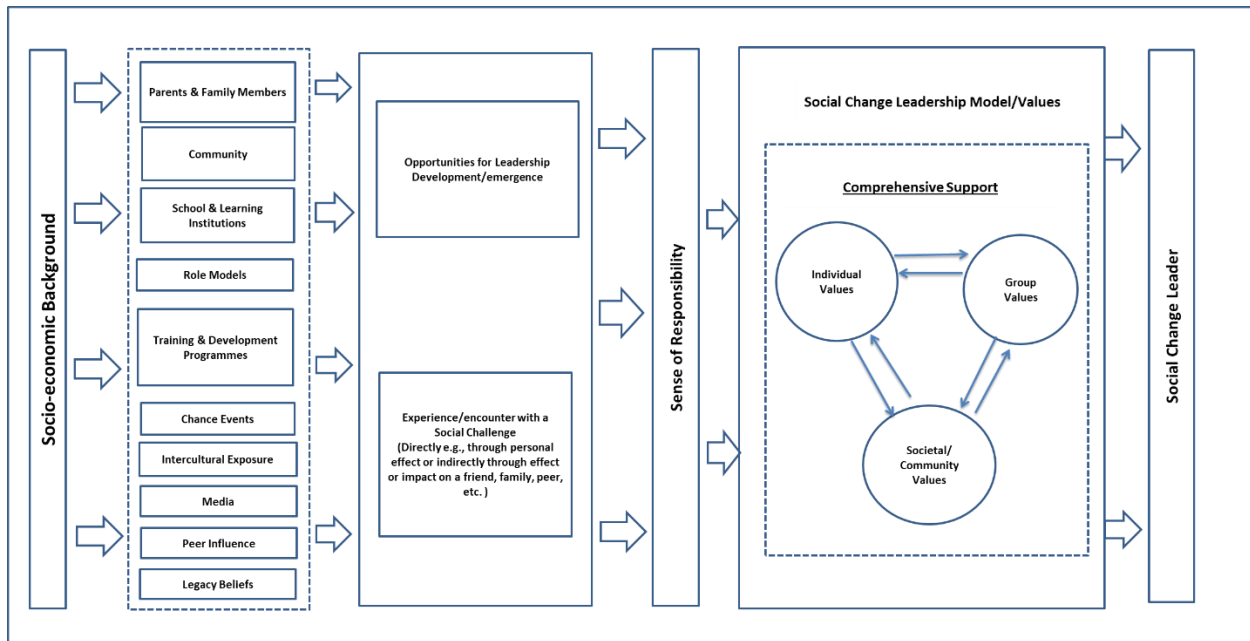 Socio-economic Background
Parents & Family Members
Community
School & Learning
Institutions
Role Models
Training & Development
Programmes
Chance Events
Intercultural Exposure
Media
Peer Influence
Legacy Beliefs
Opportunities for Leadership
Development/emergence
Experience/encounter with a
Social Challenge
(Directly e.g., through personal
effect or indirectly through effect
or impact on a friend, family, peer,
etc. )
Sense of Responsibility
Social Change Leadership Model/Values
Comprehensive Support
Individual
Values
Group
Values
Societal/
Community
Values
Social Change Leader